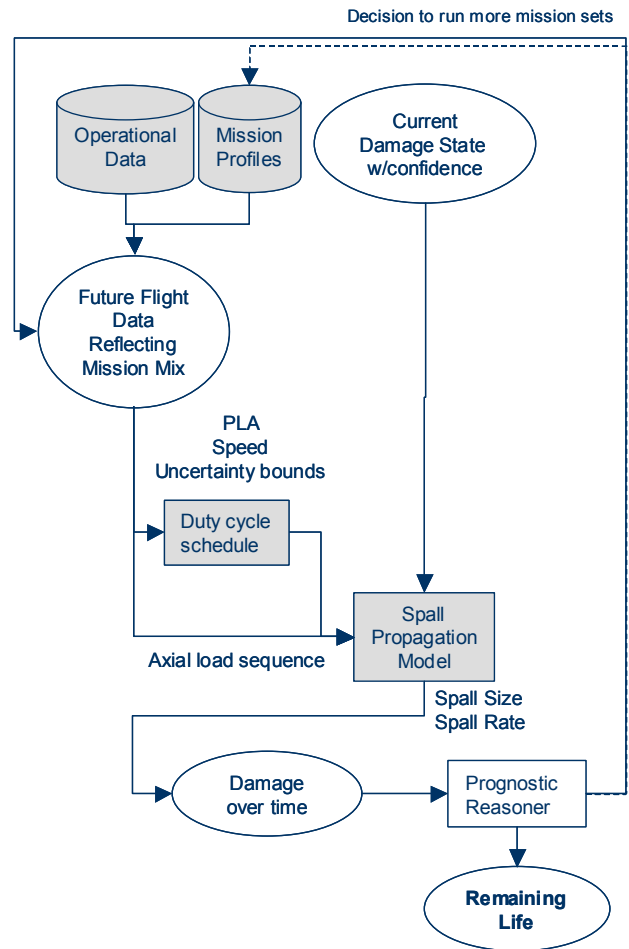 Decision to run more mission sets
Operational
Data
Mission
Profiles
Current
Damage State
w/confidence
Future Flight
Data
Reflecting
Mission Mix
PLA
Speed
Uncertainty bounds
Duty cycle
schedule
Spall
Propagation
Model
Axial load sequence
Spall Size
Spall Rate
Damage
over time
Prognostic
Reasoner
Remaining
Life